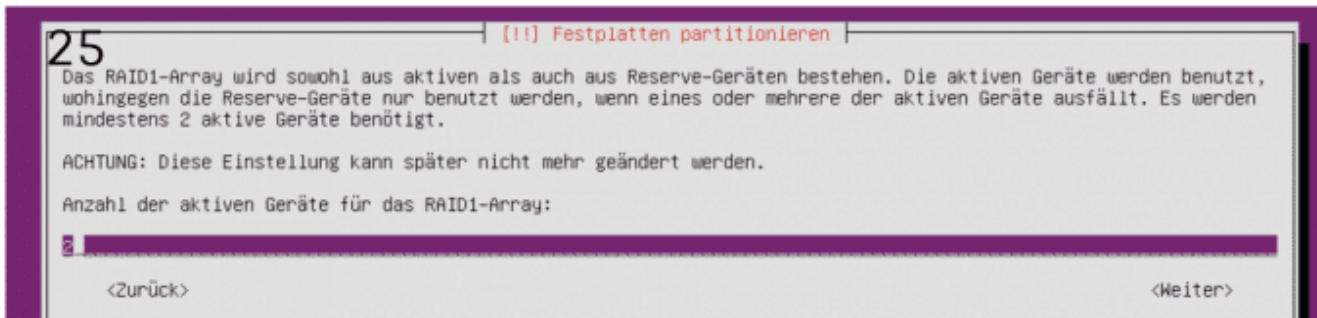 25
[!!] Festplatten partitionieren
Das RAID1-Array wird sowohl aus aktiven als auch aus Reserve-Geräten bestehen. Die aktiven Geräte werden benutzt,
wohingegen die Reserve-Geräte nur benutzt werden, wenn eines oder mehrere der aktiven Geräte ausfällt. Es werden
mindestens 2 aktive Geräte benötigt.
ACHTUNG: Diese Einstellung kann später nicht mehr geändert werden.
Anzahl der aktiven Geräte für das RAID1-Array:
2
<Zurück> <Weiter>